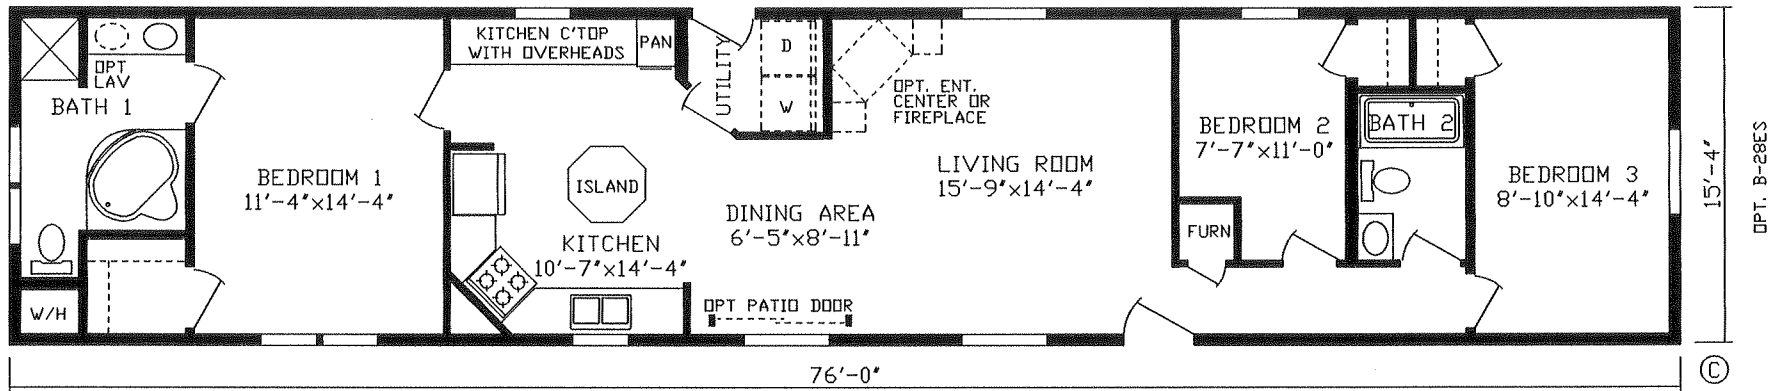 OPT
LAV
BATH 1
W/H
BEDROOM 1
11'-4"x14'-4"
KITCHEN C'TOP
WITH OVERHEADS
PAN
ISLAND
KITCHEN
10'-7"x14'-4"
UTILITY
D
W
DINING AREA
6'-5"x8'-11"
OPT PATIO DOOR
OPT. ENT.
CENTER OR
FIREPLACE
LIVING ROOM
15'-9"x14'-4"
BEDROOM 2
7'-7"x11'-0"
FURN
BATH 2
BEDROOM 3
8'-10"x14'-4"
15'-4"
OPT. B-28ES
76'-0"
C